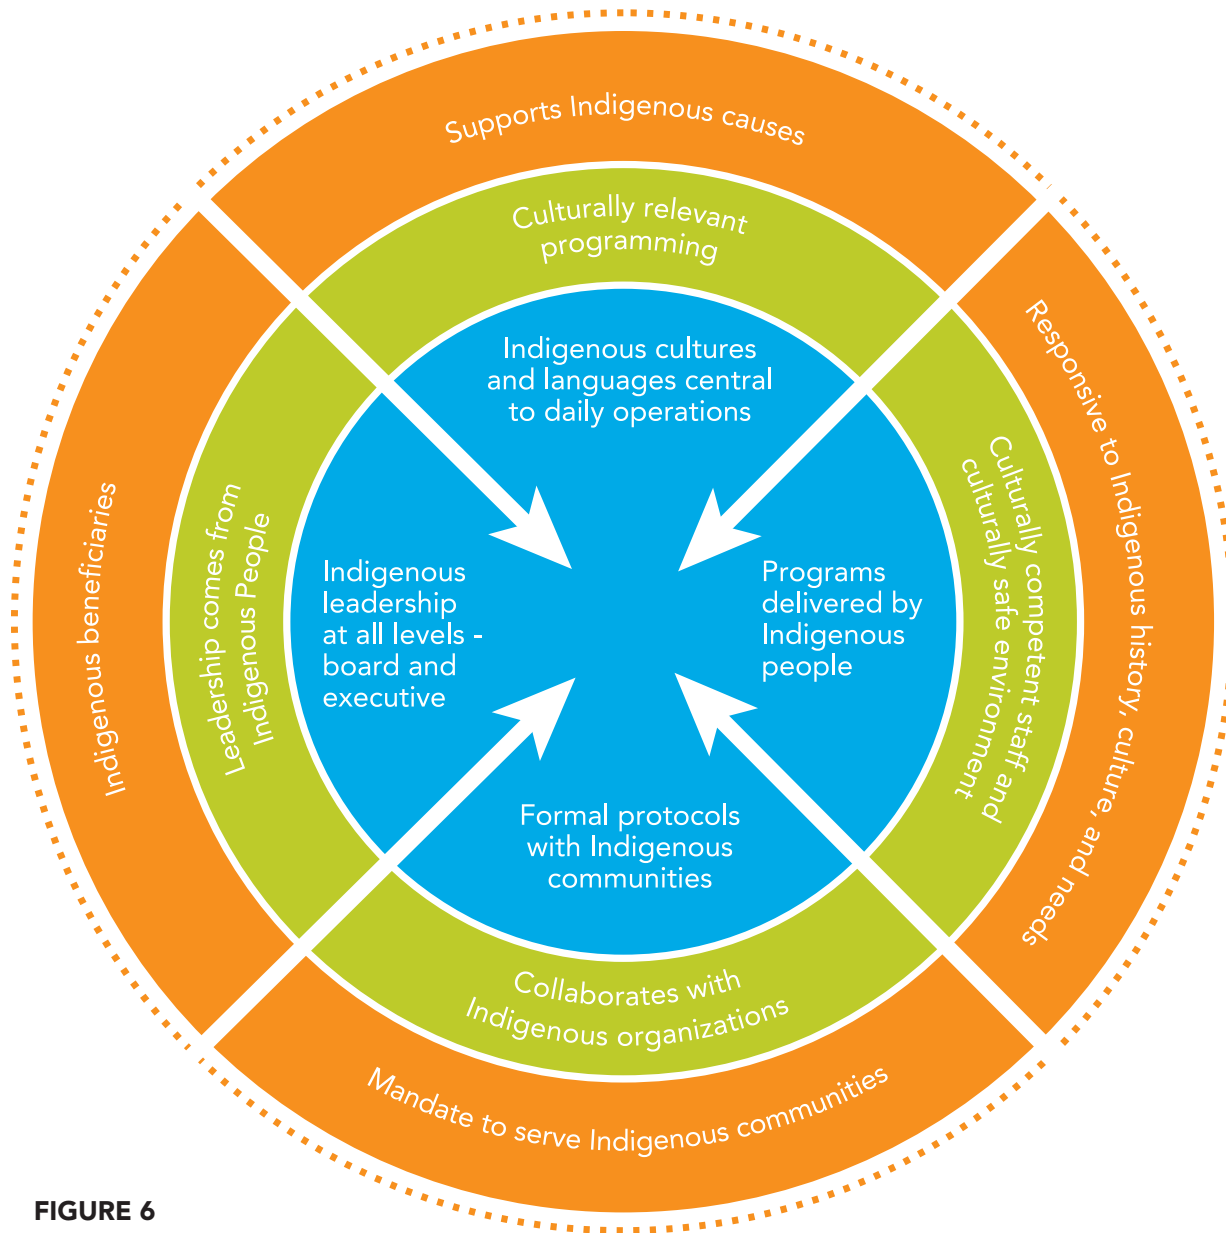 Supports Indigenous causes
Culturally relevant
programming
Indigenous cultures
and languages central
to daily operations
Responsive to Indigenous history, culture, and needs
Culturally competent staff and
culturally safe environment
Programs
delivered by
Indigenous
people
Indigenous beneficiaries
Leadership comes from
Indigenous People
Indigenous
leadership
at all levels -
board and
executive
Formal protocols
with Indigenous
communities
Collaborates with
Indigenous organizations
Mandate to serve Indigenous communities
FIGURE 6